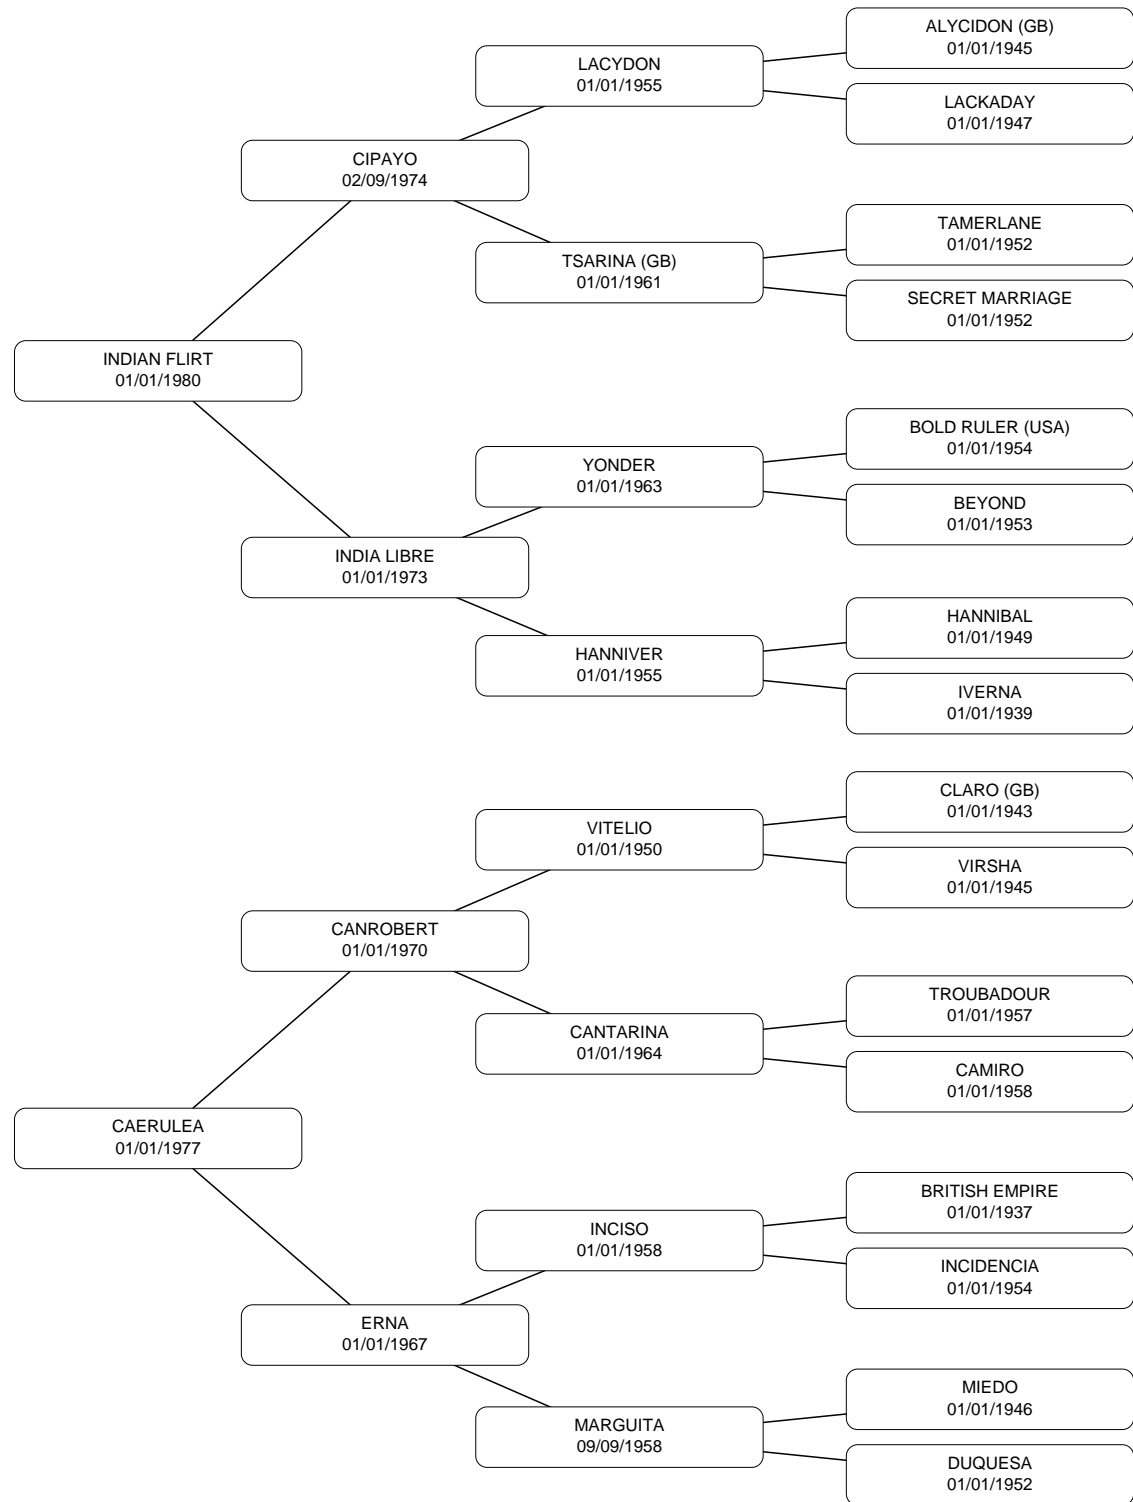 ALYCIDON (GB)
01/01/1945
LACYDON
01/01/1955
LACKADAY
01/01/1947
CIPAYO
02/09/1974
TAMERLANE
01/01/1952
TSARINA (GB)
01/01/1961
SECRET MARRIAGE
01/01/1952
INDIAN FLIRT
01/01/1980
BOLD RULER (USA)
01/01/1954
YONDER
01/01/1963
BEYOND
01/01/1953
INDIA LIBRE
01/01/1973
HANNIBAL
01/01/1949
HANNIVER
01/01/1955
IVERNA
01/01/1939
CLARO (GB)
01/01/1943
VITELIO
01/01/1950
VIRSHA
01/01/1945
CANROBERT
01/01/1970
TROUBADOUR
01/01/1957
CANTARINA
01/01/1964
CAMIRO
01/01/1958
CAERULEA
01/01/1977
BRITISH EMPIRE
01/01/1937
INCISO
01/01/1958
INCIDENCIA
01/01/1954
ERNA
01/01/1967
MIEDO
01/01/1946
MARGUITA
09/09/1958
DUQUESA
01/01/1952